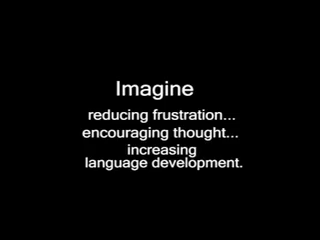 Imagine
reducing frustration...
encouraging thought...
increasing
language development.